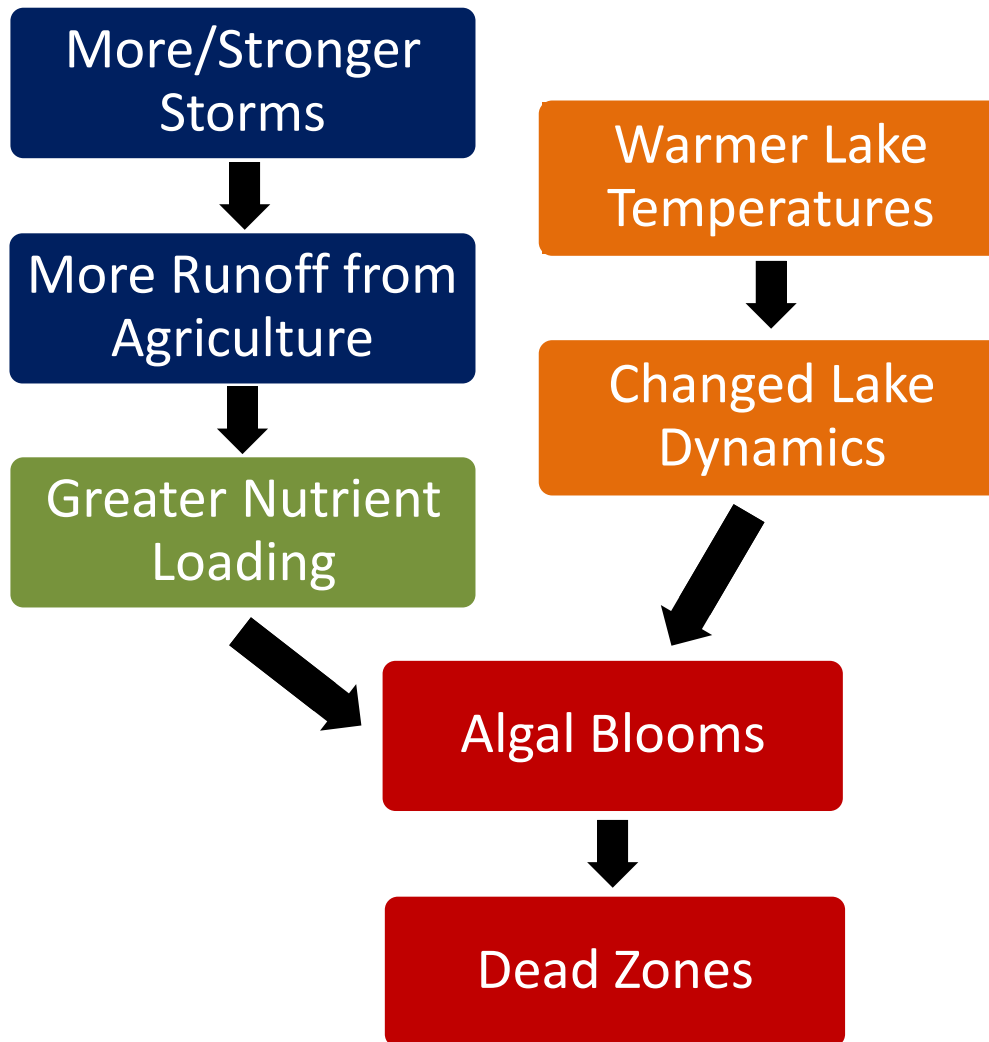 More/Stronger
Storms
Warmer Lake
Temperatures
More Runoff from
Agriculture
Changed Lake
Dynamics
Greater Nutrient
Loading
Algal Blooms
Dead Zones